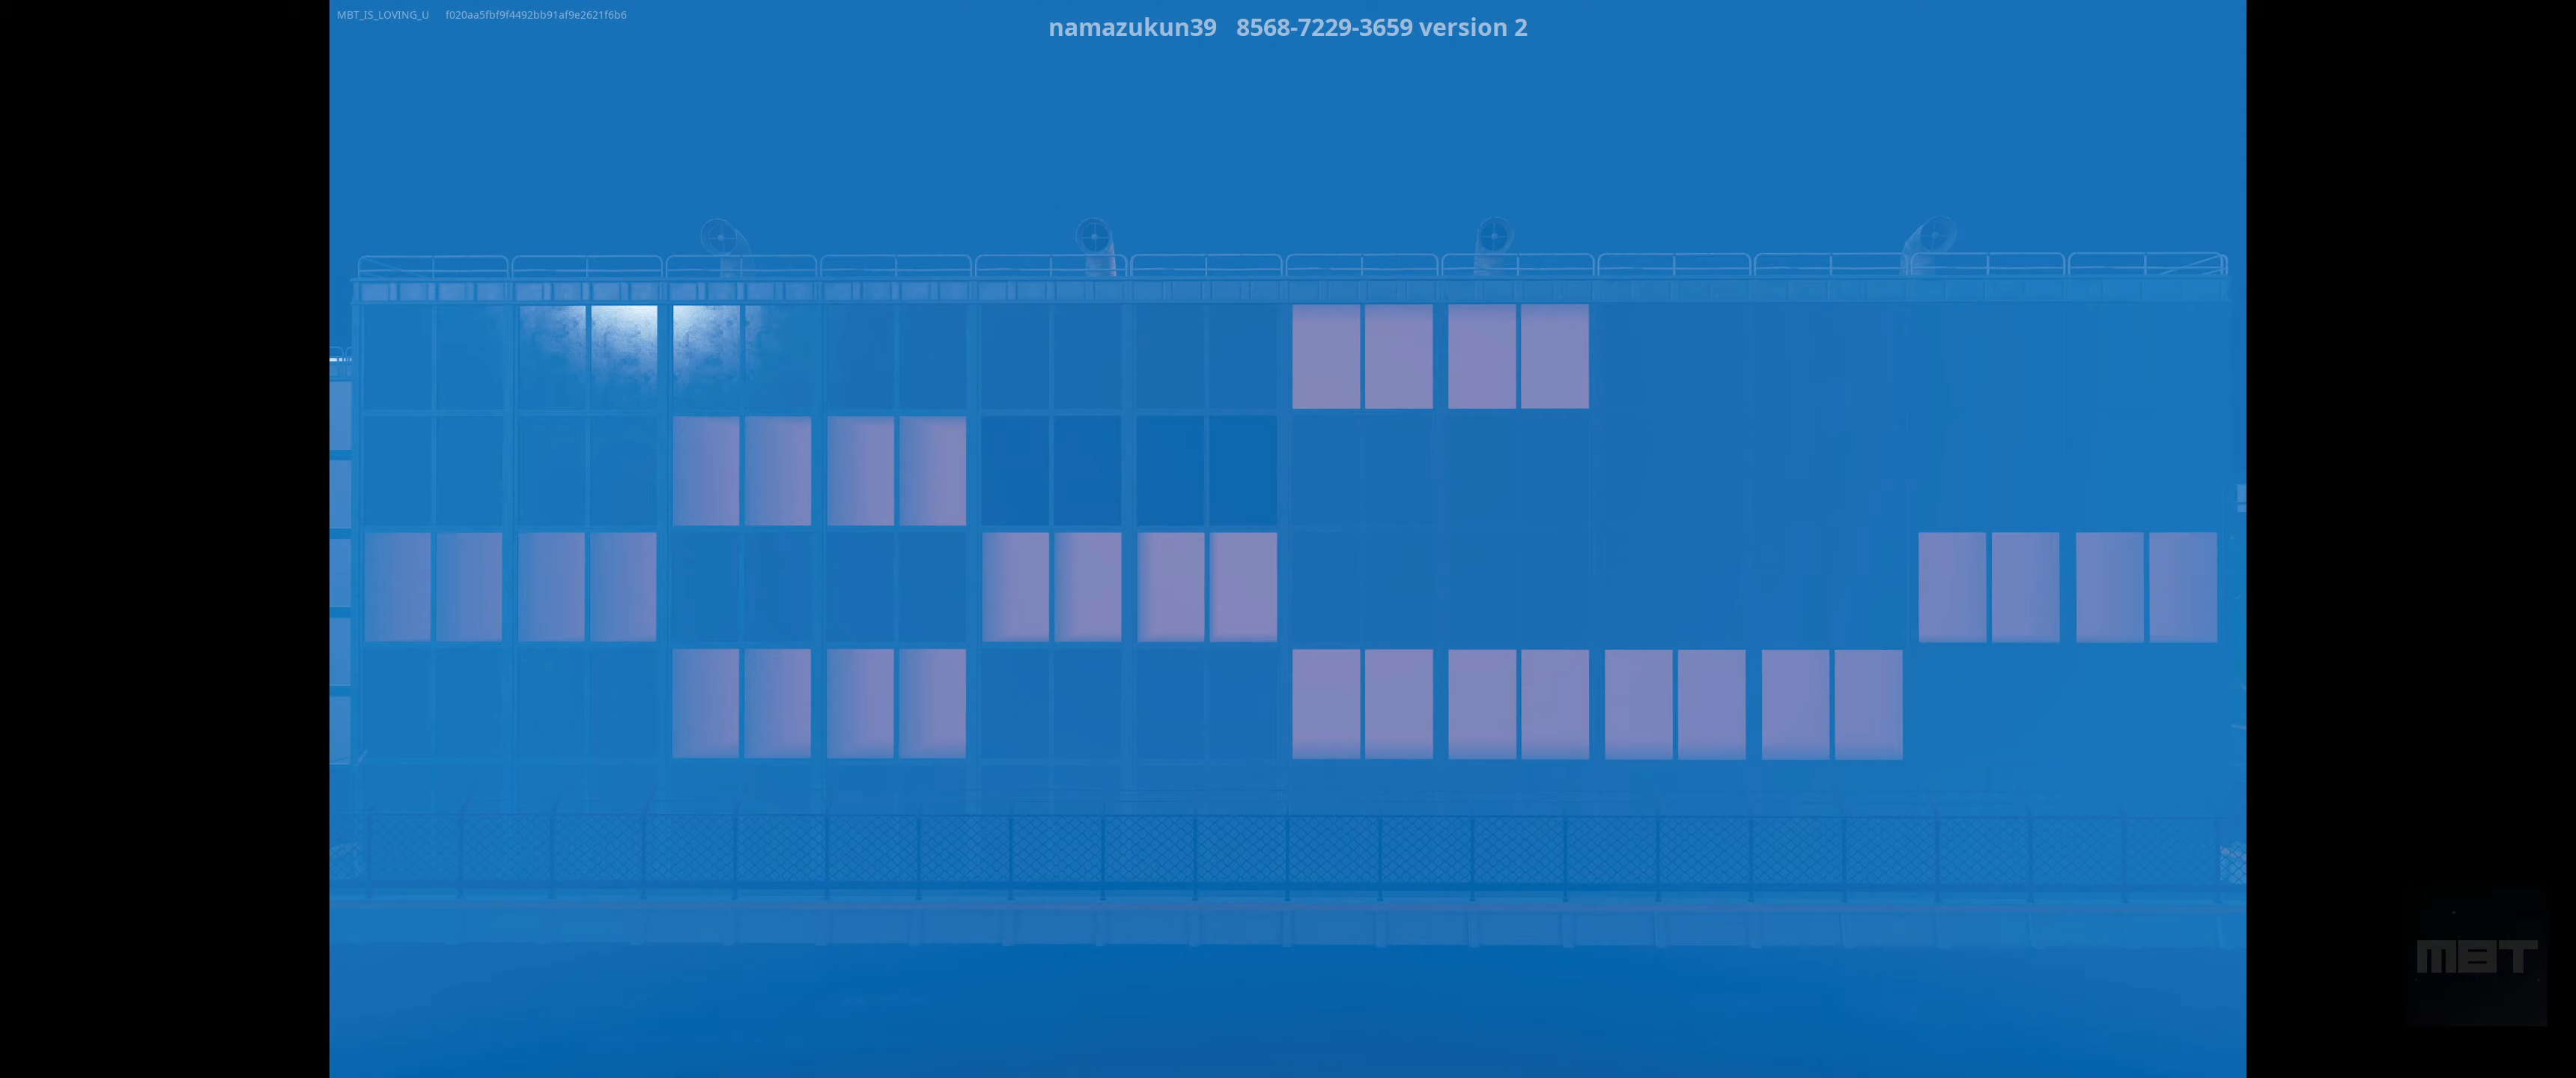 MBT_IS_LOVING_U f020aa5fbf9f4492bb91af9e2621f6b6
namazukun39 8568-7229-3659 version 2
MBT